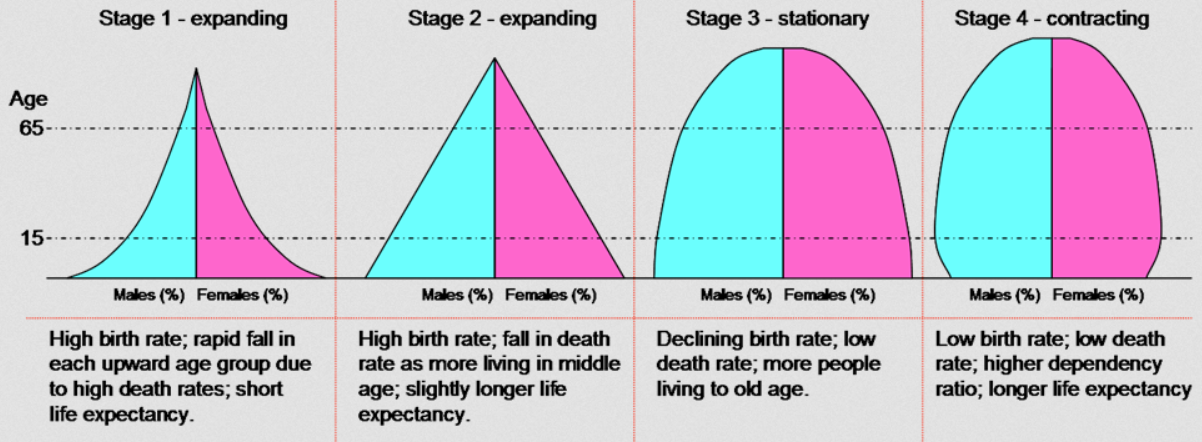 Stage 1 - expanding
Stage 2 - expanding
Stage 3 - stationary
Stage 4 - contracting
Age
65
15
Males (%) Females (%)
Males (%) Females (%)
Males (%) Females (%)
Males (%) Females (%)
High birth rate; rapid fall in
each upward age group due
to high death rates; short
life expectancy.
High birth rate; fall in death
rate as more living in middle
age; slightly longer life
expectancy.
Declining birth rate; low
death rate; more people
living to old age.
Low birth rate; low death
rate; higher dependency
ratio; longer life expectancy